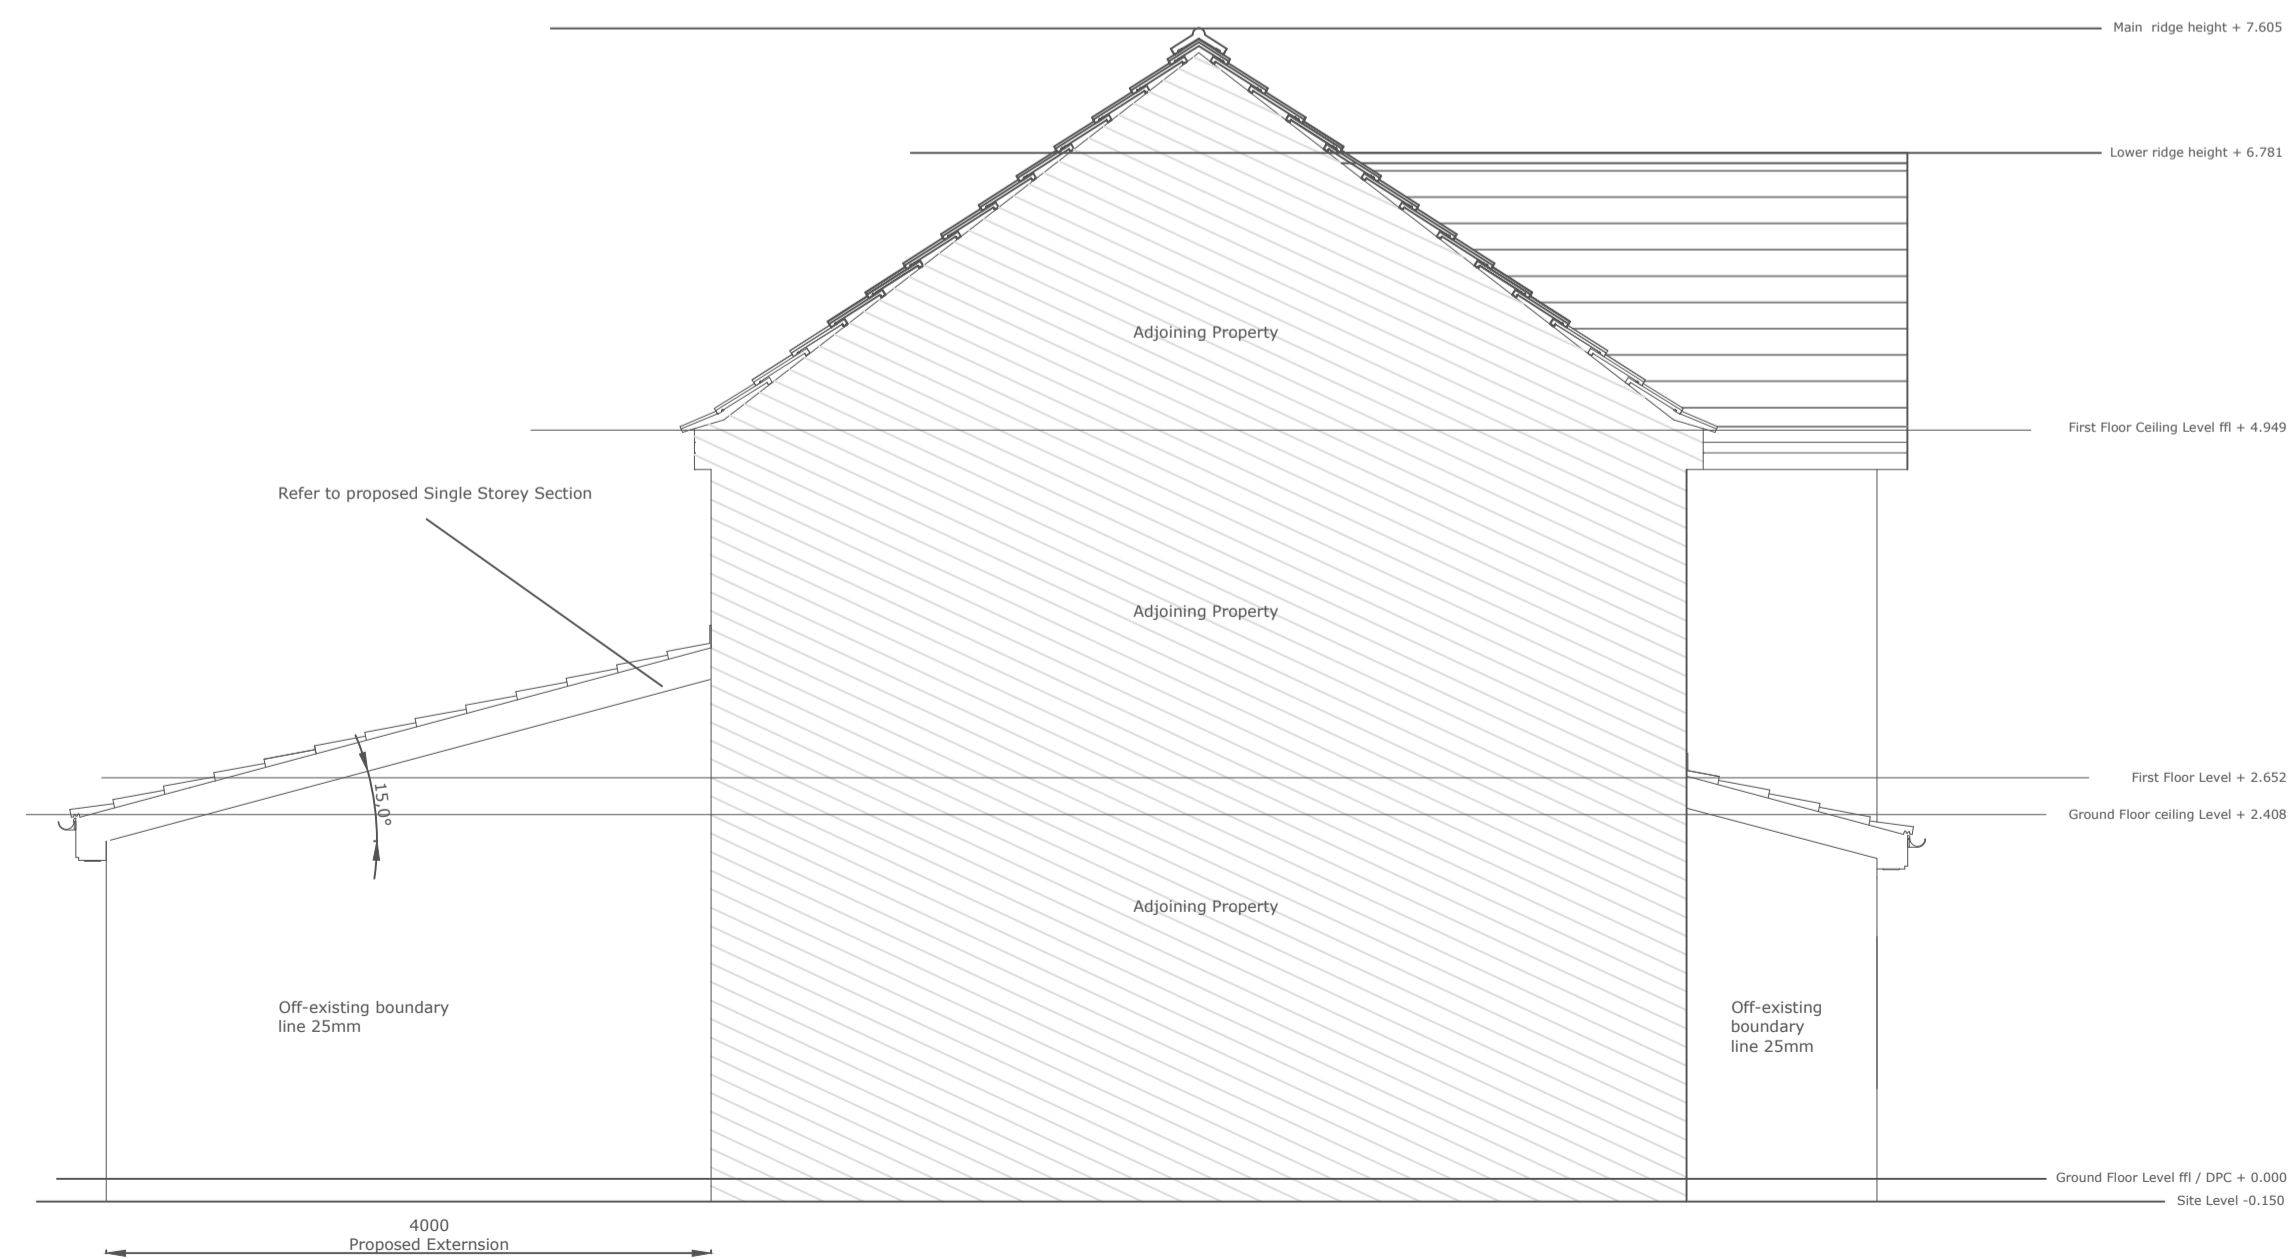 Main ridge height + 7.605
Lower ridge height + 6.781
Adjoining Property
First Floor Ceiling Level ffl + 4.949
Refer to proposed Single Storey Section
Adjoining Property
First Floor Level + 2.652
15,0°
Ground Floor ceiling Level + 2.408
Adjoining Property
Off-existing boundary
line 25mm
Off-existing
boundary
line 25mm
Ground Floor Level ffl / DPC + 0.000
Site Level -0.150
4000
Proposed Externsion